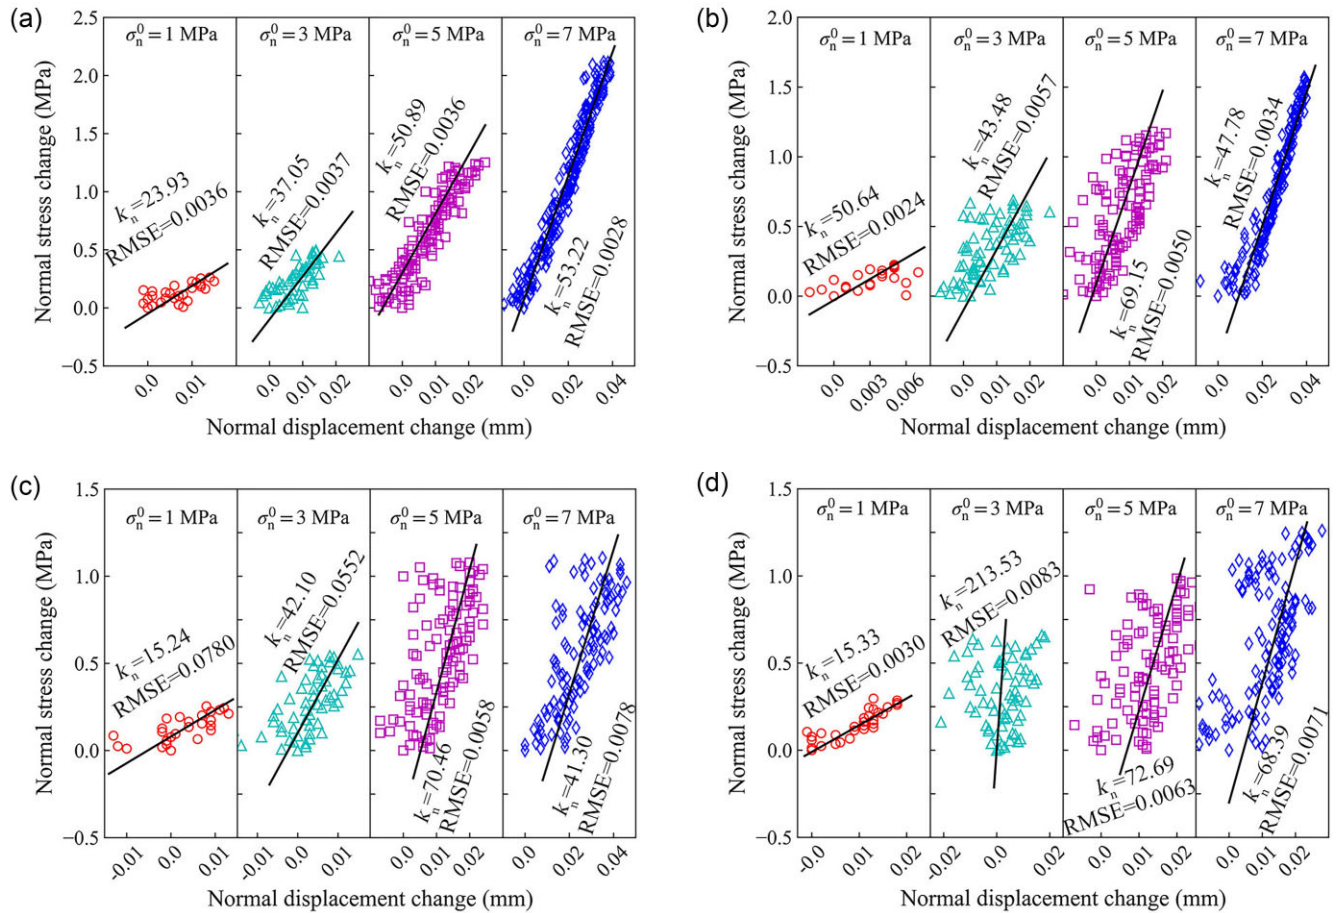 (a)
σₙ⁰ = 1 MPa
σₙ⁰ = 3 MPa
σₙ⁰ = 5 MPa
σₙ⁰ = 7 MPa
2.5
2.0
1.5
1.0
0.5
0.0
−0.5
Normal stress change (MPa)
kₙ=23.93
RMSE=0.0036
kₙ=37.05
RMSE=0.0037
kₙ=50.89
RMSE=0.0036
kₙ=53.22
RMSE=0.0028
0.0
0.01
0.0
0.01
0.02
0.0
0.01
0.02
0.0
0.02
0.04
Normal displacement change (mm)
(b)
σₙ⁰ = 1 MPa
σₙ⁰ = 3 MPa
σₙ⁰ = 5 MPa
σₙ⁰ = 7 MPa
2.0
1.5
1.0
0.5
0.0
−0.5
Normal stress change (MPa)
kₙ=50.64
RMSE=0.0024
kₙ=43.48
RMSE=0.0057
kₙ=69.15
RMSE=0.0050
kₙ=47.78
RMSE=0.0034
0.0
0.003
0.006
0.0
0.01
0.02
0.0
0.01
0.02
0.0
0.02
0.04
Normal displacement change (mm)
(c)
σₙ⁰ = 1 MPa
σₙ⁰ = 3 MPa
σₙ⁰ = 5 MPa
σₙ⁰ = 7 MPa
1.5
1.0
0.5
0.0
−0.5
Normal stress change (MPa)
kₙ=15.24
RMSE=0.0780
kₙ=42.10
RMSE=0.0552
kₙ=70.46
RMSE=0.0058
kₙ=41.30
RMSE=0.0078
-0.01
0.0
0.01
-0.01
0.0
0.01
0.0
0.01
0.02
0.0
0.02
0.04
Normal displacement change (mm)
(d)
σₙ⁰ = 1 MPa
σₙ⁰ = 3 MPa
σₙ⁰ = 5 MPa
σₙ⁰ = 7 MPa
1.5
1.0
0.5
0.0
−0.5
Normal stress change (MPa)
kₙ=15.33
RMSE=0.0030
kₙ=213.53
RMSE=0.0083
kₙ=72.69
RMSE=0.0063
kₙ=68.39
RMSE=0.0071
0.0
0.01
0.02
-0.02
0.0
0.02
0.0
0.01
0.02
0.0
0.01
0.02
Normal displacement change (mm)